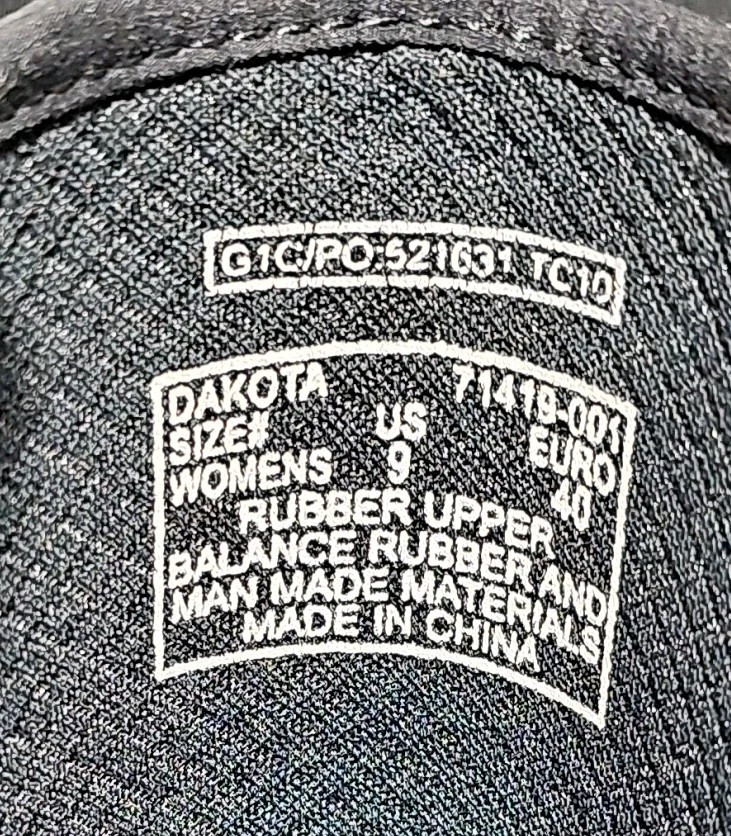 G1C/PO:521631 TC10
DAKOTA 71419-001
SIZE# US EURO
WOMENS 9 40
RUBBER UPPER
BALANCE RUBBER AND
MAN MADE MATERIALS
MADE IN CHINA